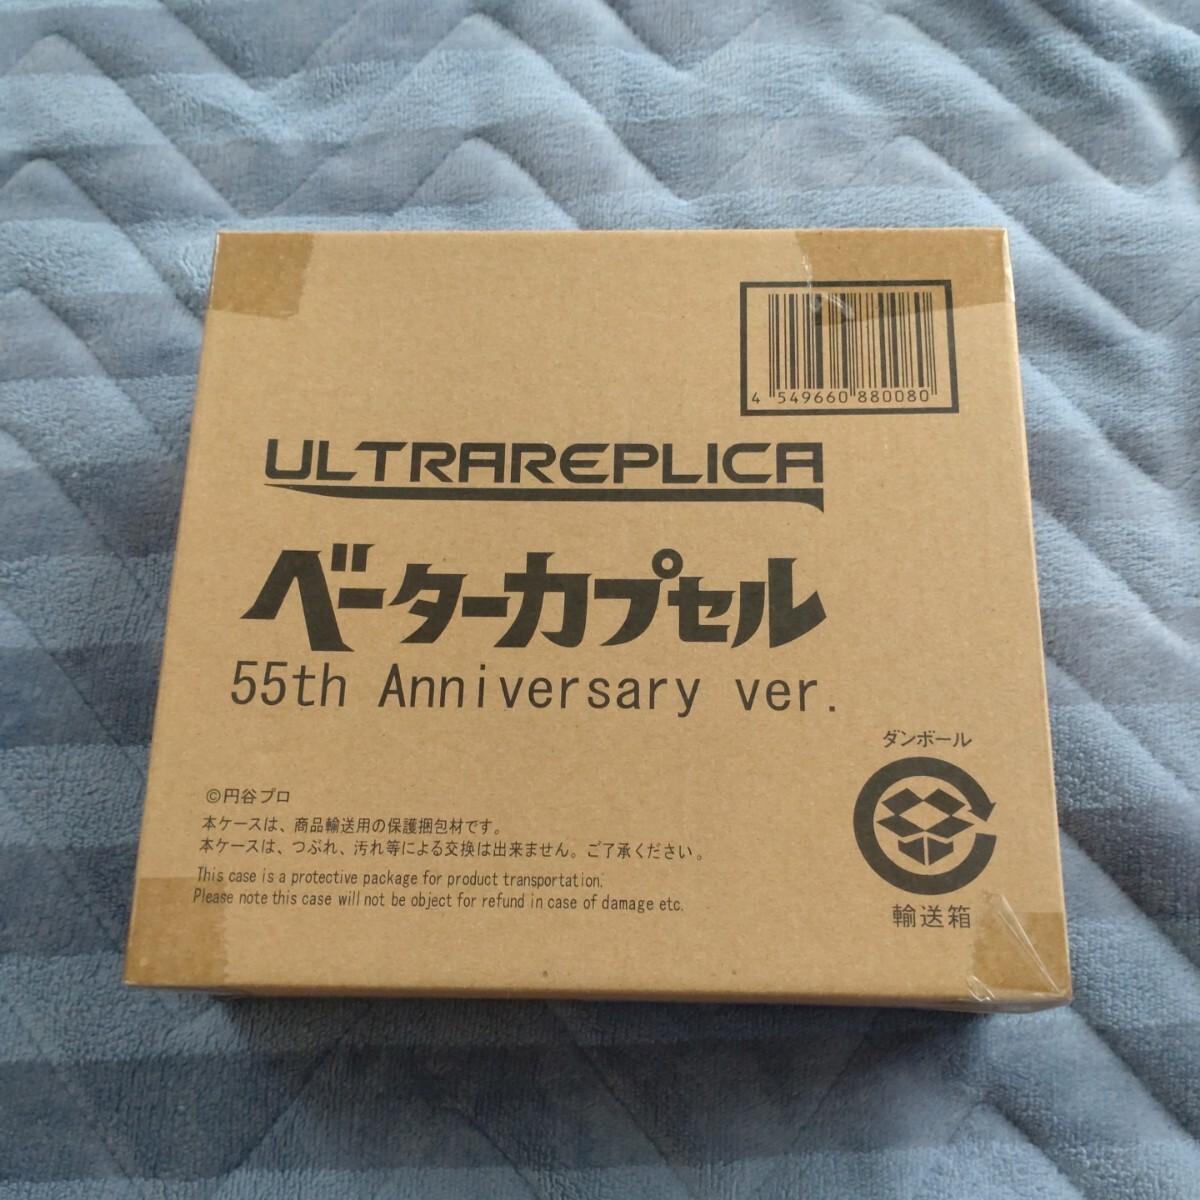 4 549660 880080
ULTRAREPLICA
ベーターカプセル
55th Anniversary ver.
ダンボール
©円谷プロ
本ケースは、商品輸送用の保護捆包材です。
本ケースは、つぶれ、汚れ等による交換は出来ません。ご了承ください。
This case is a protective package for product transportation.
Please note this case will not be object for refund in case of damage etc.
輸送箱